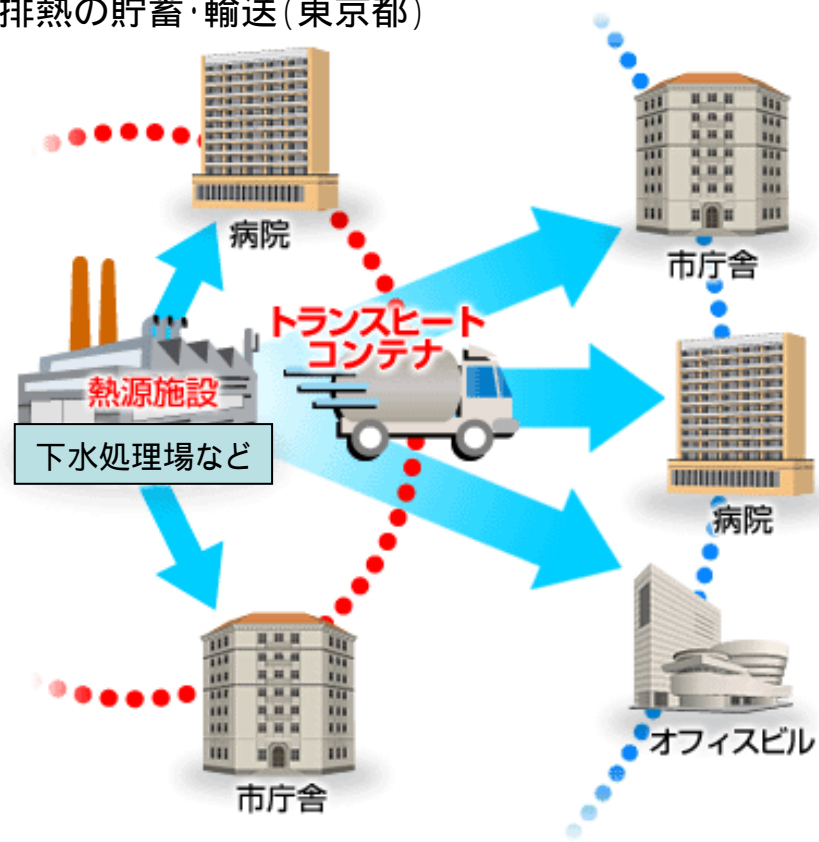 排熱の貯蓄･輸送(東京都)
病院
市庁舎
トランスヒート
コンテナ
熱源施設
下水処理場など
病院
オフィスビル
市庁舎